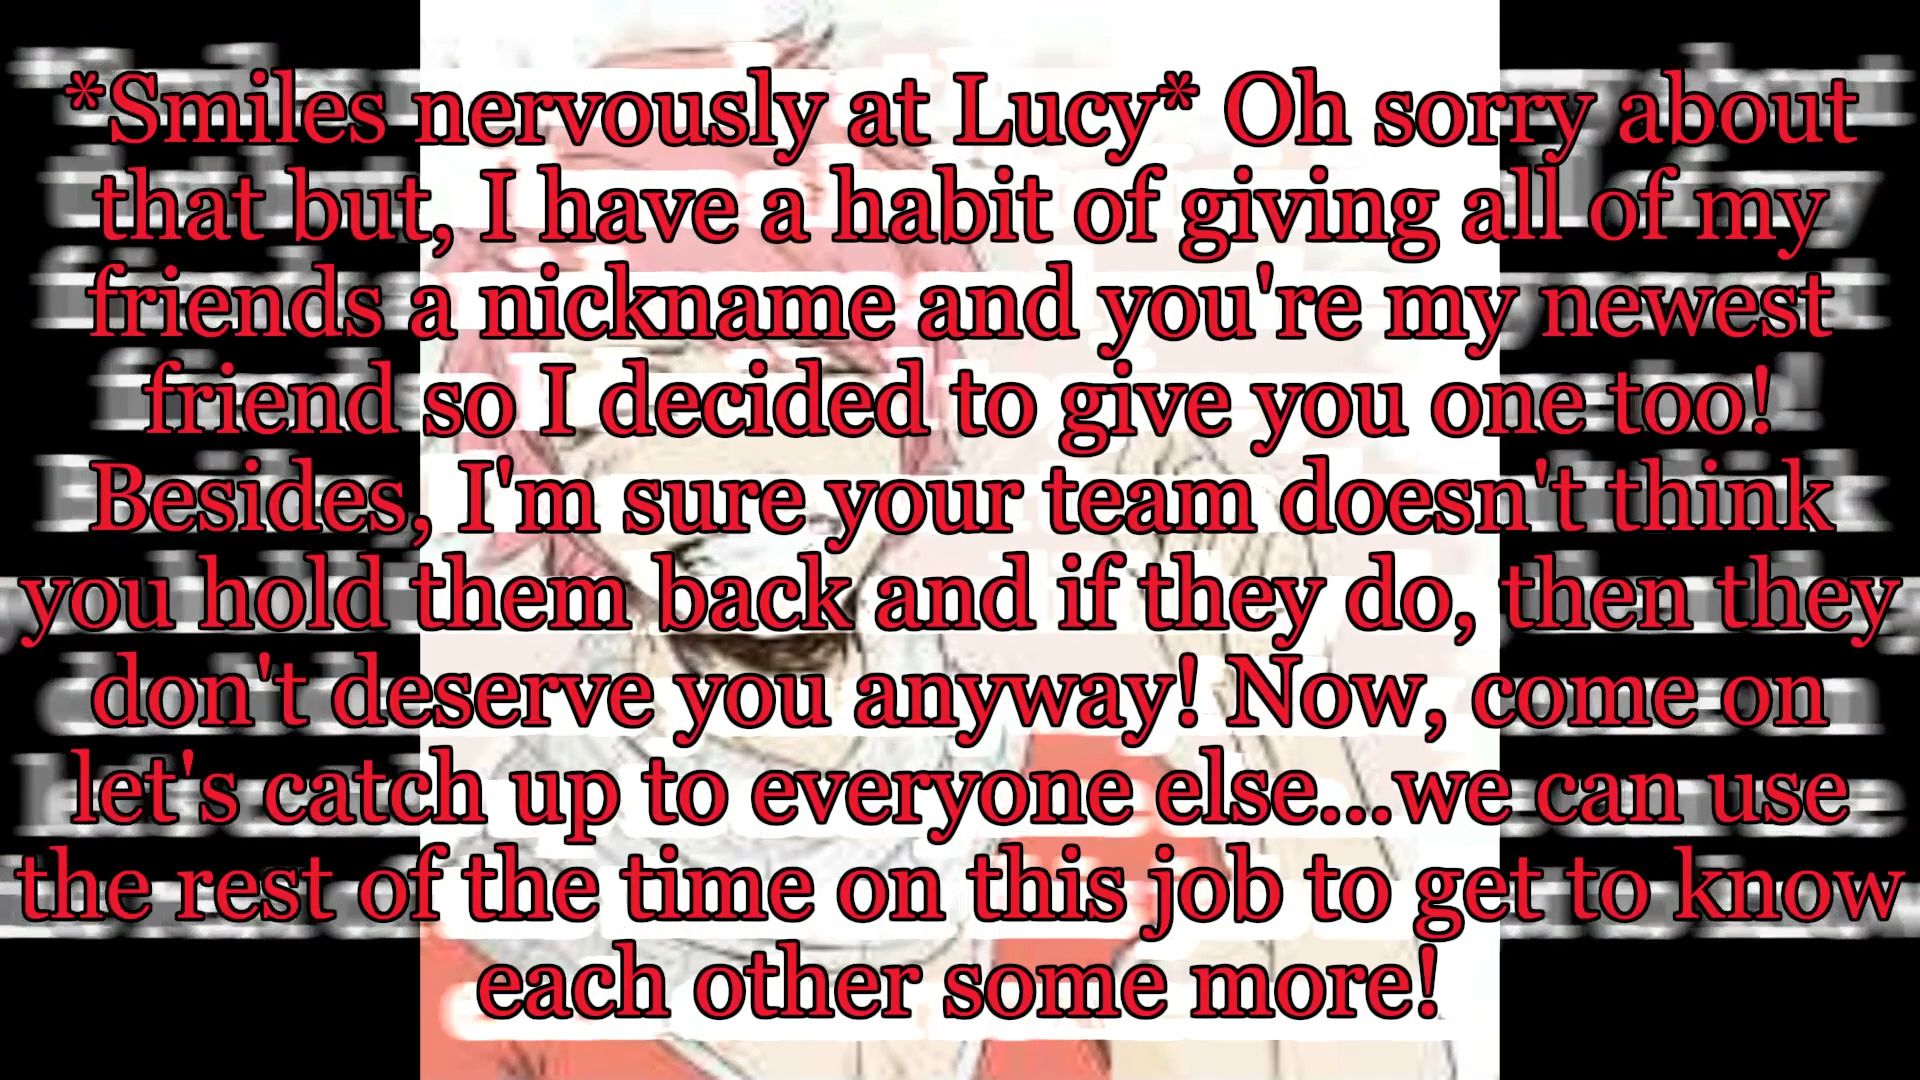 *Smiles nervously at Lucy* Oh sorry about
that but, I have a habit of giving all of my
friends a nickname and you're my newest
friend so I decided to give you one too!
Besides, I'm sure your team doesn't think
you hold them back and if they do, then they
don't deserve you anyway! Now, come on
let's catch up to everyone else...we can use
the rest of the time on this job to get to know
each other some more!